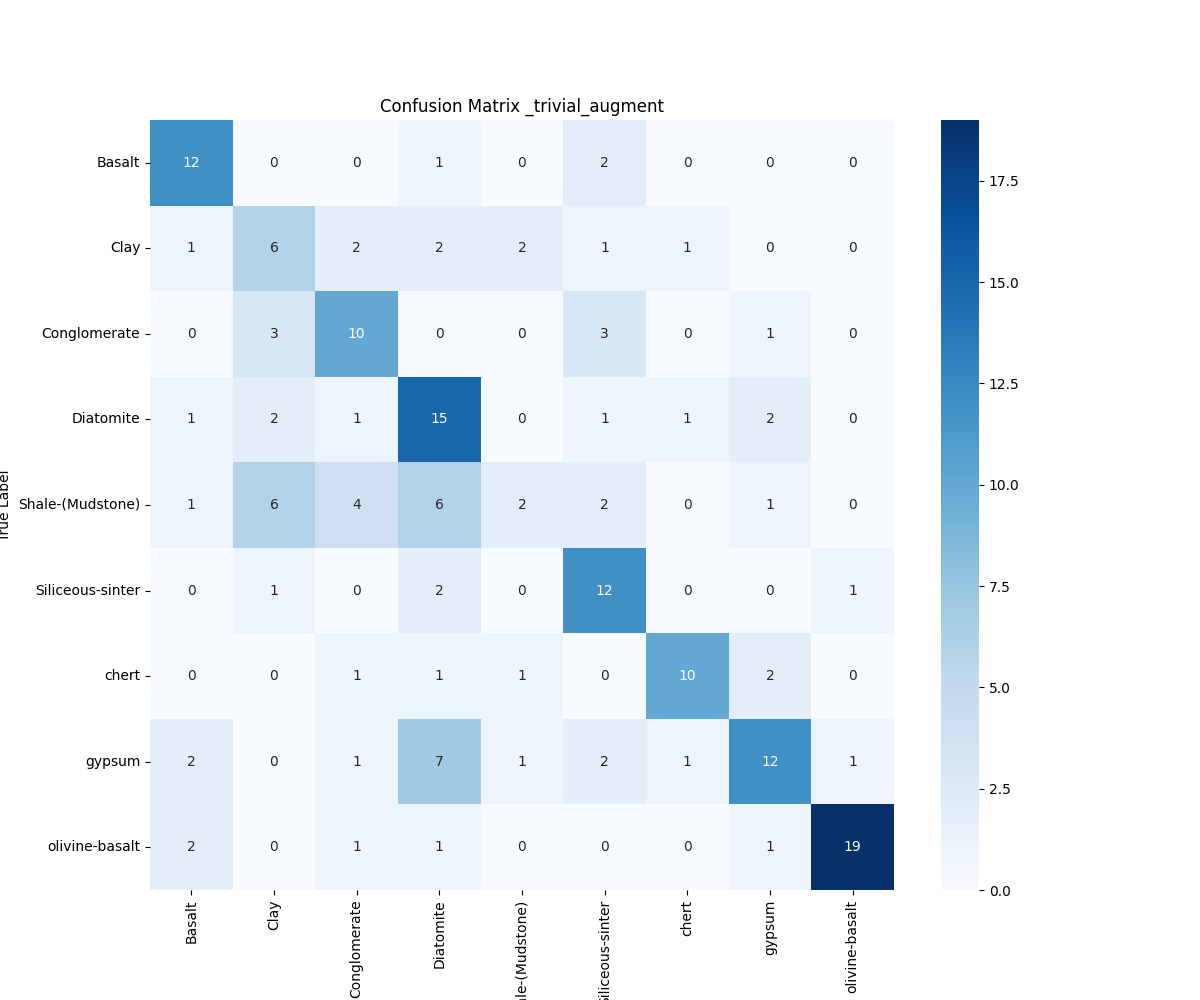 Confusion Matrix _trivial_augment
Basalt 12 0 0 1 0 2 0 0 0
Clay 1 6 2 2 2 1 1 0 0
Conglomerate 0 3 10 0 0 3 0 1 0
Diatomite 1 2 1 15 0 1 1 2 0
Shale-(Mudstone) 1 6 4 6 2 2 0 1 0
Siliceous-sinter 0 1 0 2 0 12 0 0 1
chert 0 0 1 1 1 0 10 2 0
gypsum 2 0 1 7 1 2 1 12 1
olivine-basalt 2 0 1 1 0 0 0 1 19
True Label
Basalt
Clay
Conglomerate
Diatomite
le-(Mudstone)
iliceous-sinter
chert
gypsum
olivine-basalt
17.5
15.0
12.5
10.0
7.5
5.0
2.5
0.0